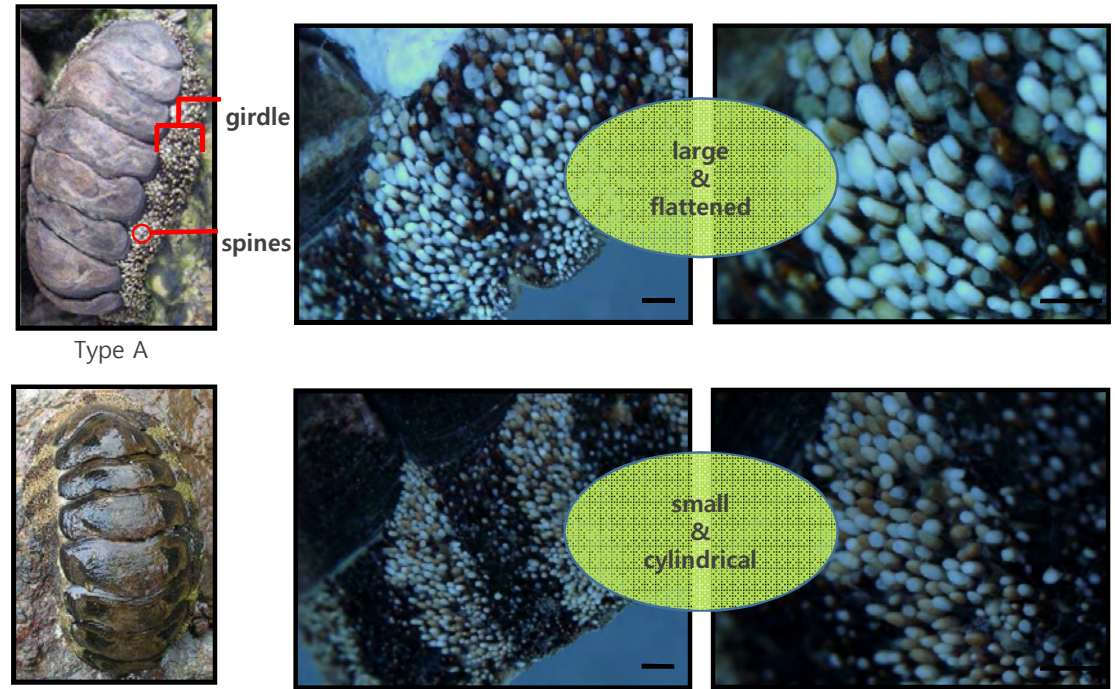 girdle
spines
large
&
flattened
Type A
small
&
cylindrical